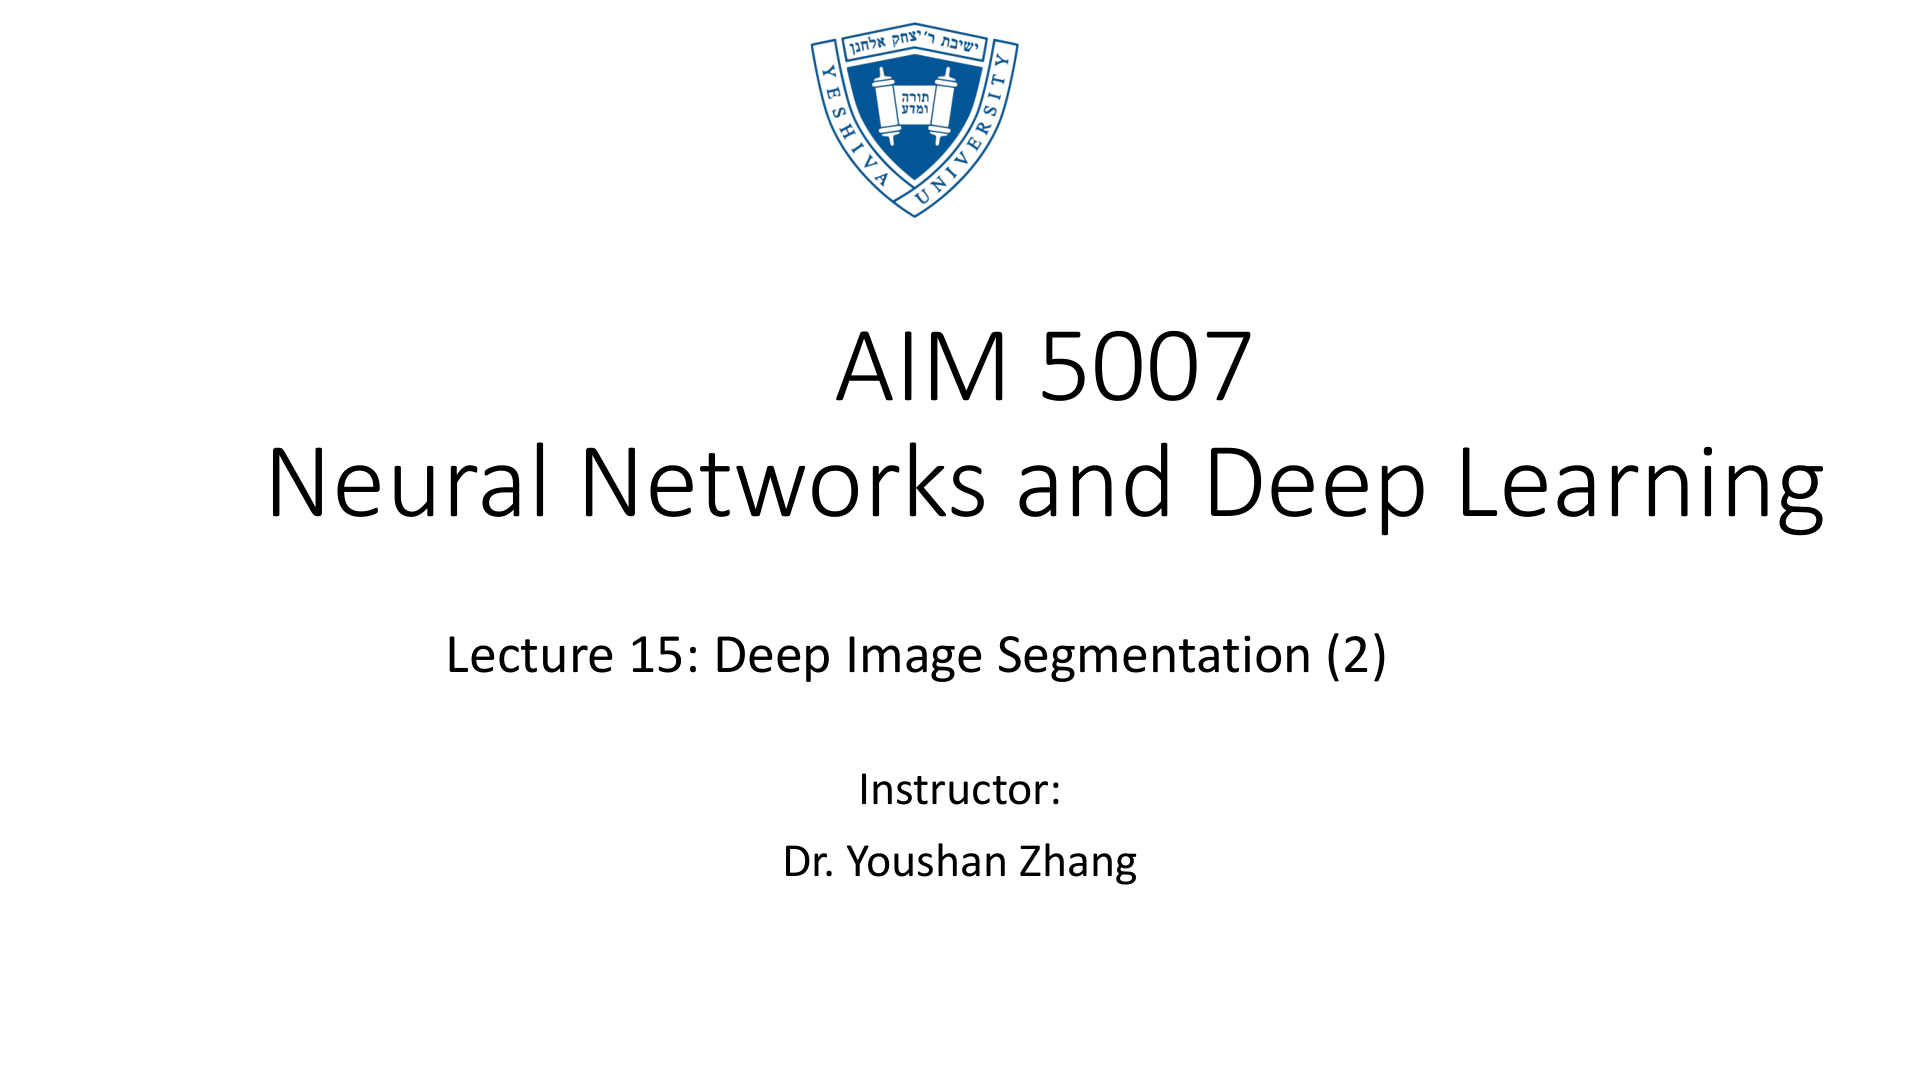 ישיבת ר׳ יצחק אלחנן
תורה
ומדע
YESHIVA UNIVERSITY
AIM 5007
Neural Networks and Deep Learning
Lecture 15: Deep Image Segmentation (2)
Instructor:
Dr. Youshan Zhang